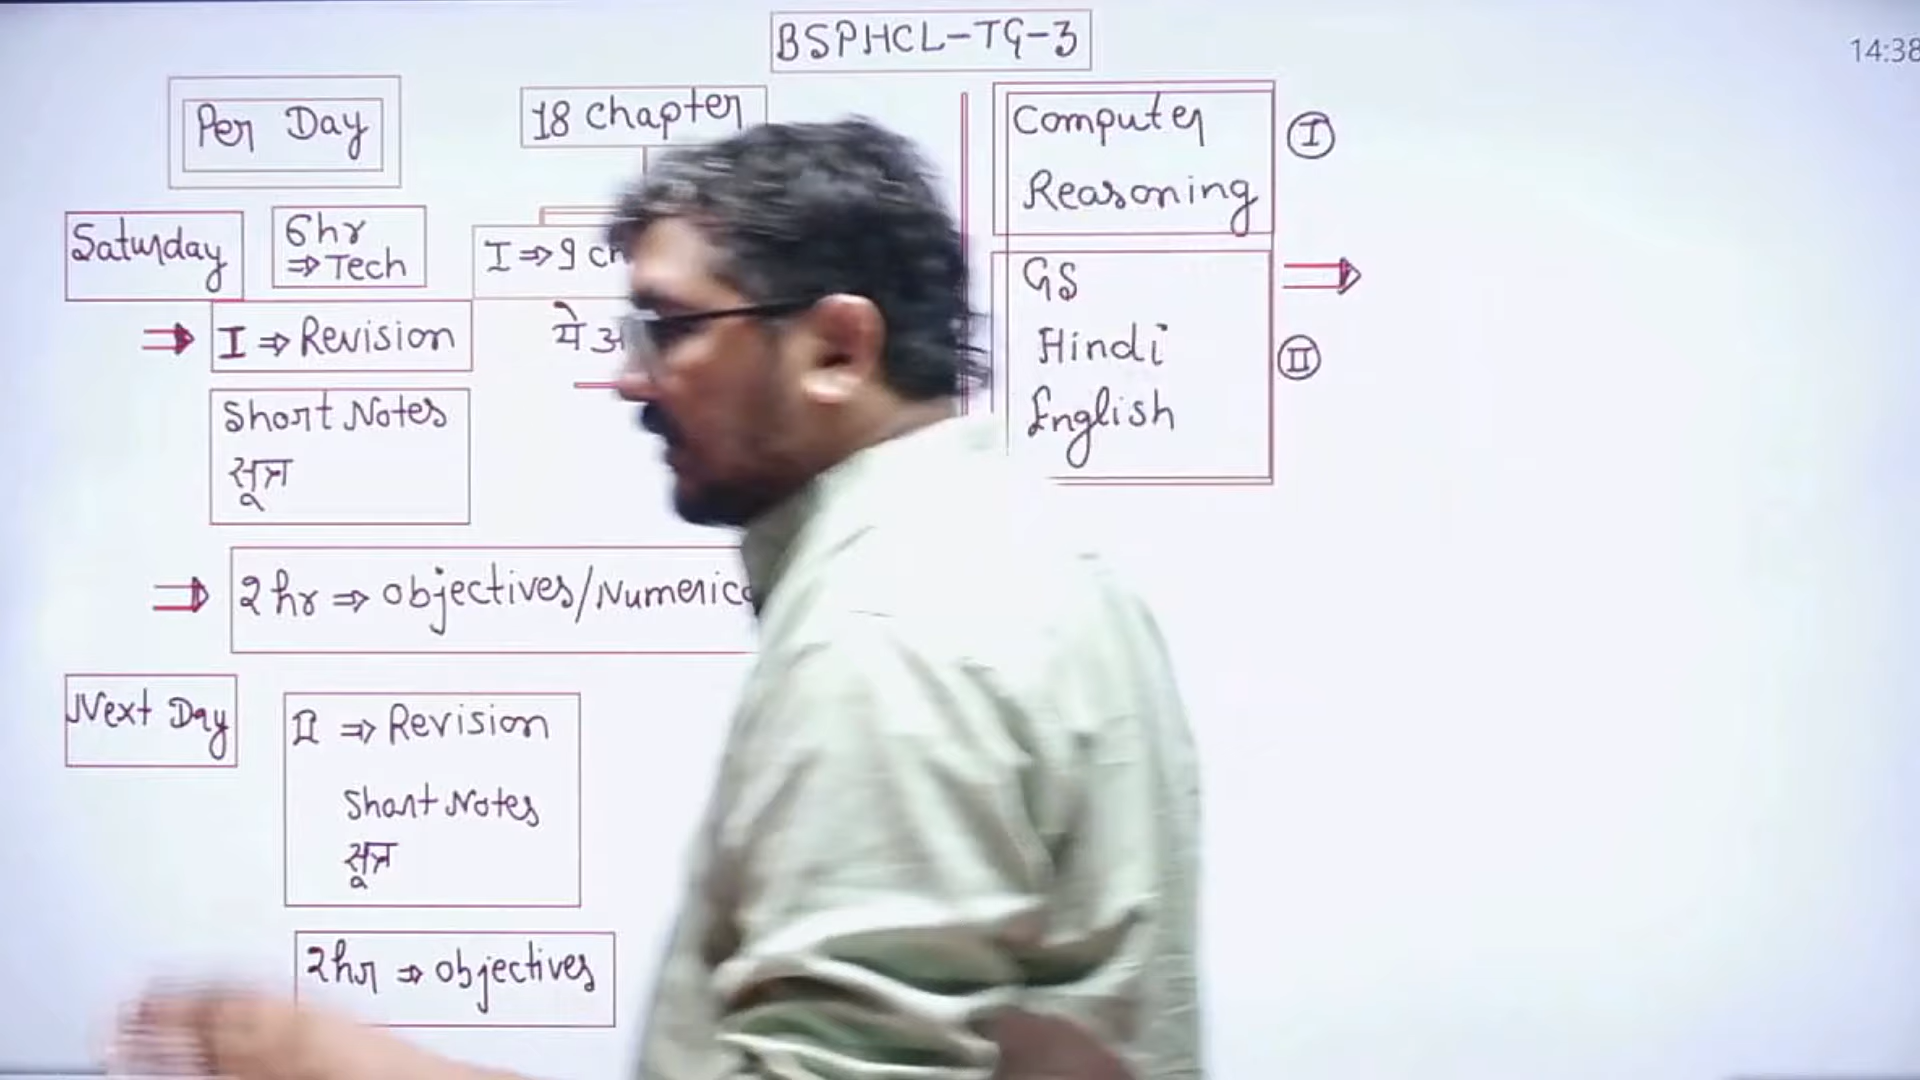 BSPHCL-TG-3
14:38
Per Day
18 chapter
Saturday
6hr
⇒ Tech
I ⇒ 9
I ⇒ Revision
ये
Short Notes
सूत्र
2 hr ⇒ objectives/Numerica
Next Day
II ⇒ Revision
Short Notes
सूत्र
2hr ⇒ objectives
Computer
Reasoning
I
GS
Hindi
English
II